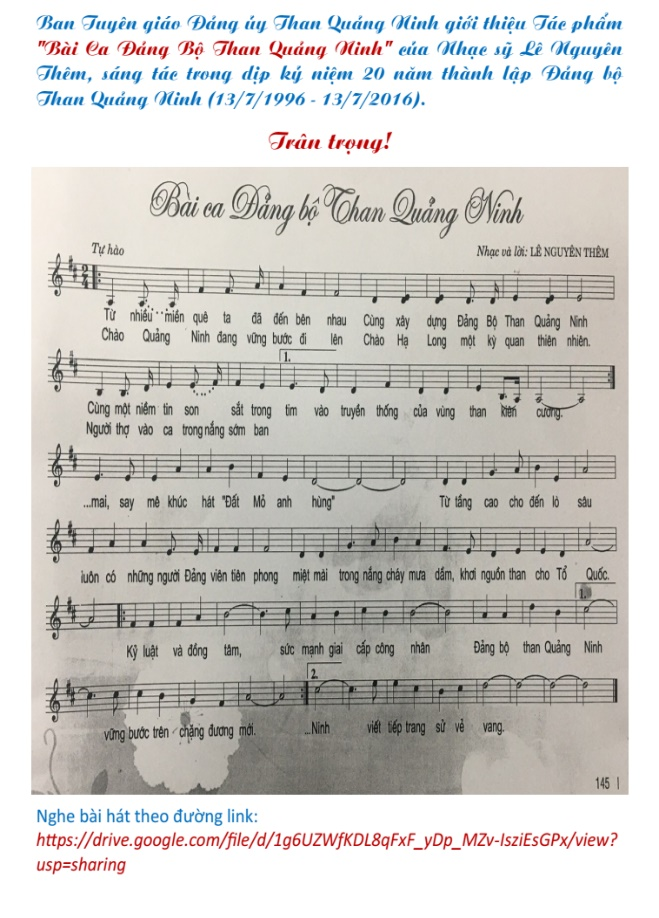 Ban Tuyên giáo Đảng ủy Than Quảng Ninh giới thiệu Tác phẩm
"Bài Ca Đảng Bộ Than Quảng Ninh" của Nhạc sỹ Lê Nguyên
Thêm, sáng tác trong dịp kỷ niệm 20 năm thành lập Đảng bộ
Than Quảng Ninh (13/7/1996 - 13/7/2016).
Trân trọng!
Bài ca Đảng bộ Than Quảng Ninh
Tự hào
Nhạc và lời: LÊ NGUYÊN THÊM
2
4
Từ nhiều miền quê ta đã đến bên nhau Cùng xây dựng Đảng Bộ Than Quảng Ninh
Chào Quảng Ninh đang vững bước đi lên Chào Hạ Long một kỳ quan thiên nhiên.
1.
Cùng một niềm tin son sắt trong tim vào truyền thống của vùng than kiên cường.
Người thợ vào ca trong nắng sớm ban
...mai, say mê khúc hát "Đất Mỏ anh hùng" Từ tầng cao cho đến lò sâu
iuôn có những người Đảng viên tiên phong miệt mài trong nắng cháy mưa dầm, khơi nguồn than cho Tổ Quốc.
1.
Kỷ luật và đồng tâm, sức mạnh giai cấp công nhân Đảng bộ than Quảng Ninh
2.
vững bước trên chặng đương mới. ...Ninh viết tiếp trang sử vẻ vang.
145 |
Nghe bài hát theo đường link:
https://drive.google.com/file/d/1g6UZWfKDL8qFxF_yDp_MZv-IsziEsGPx/view?
usp=sharing